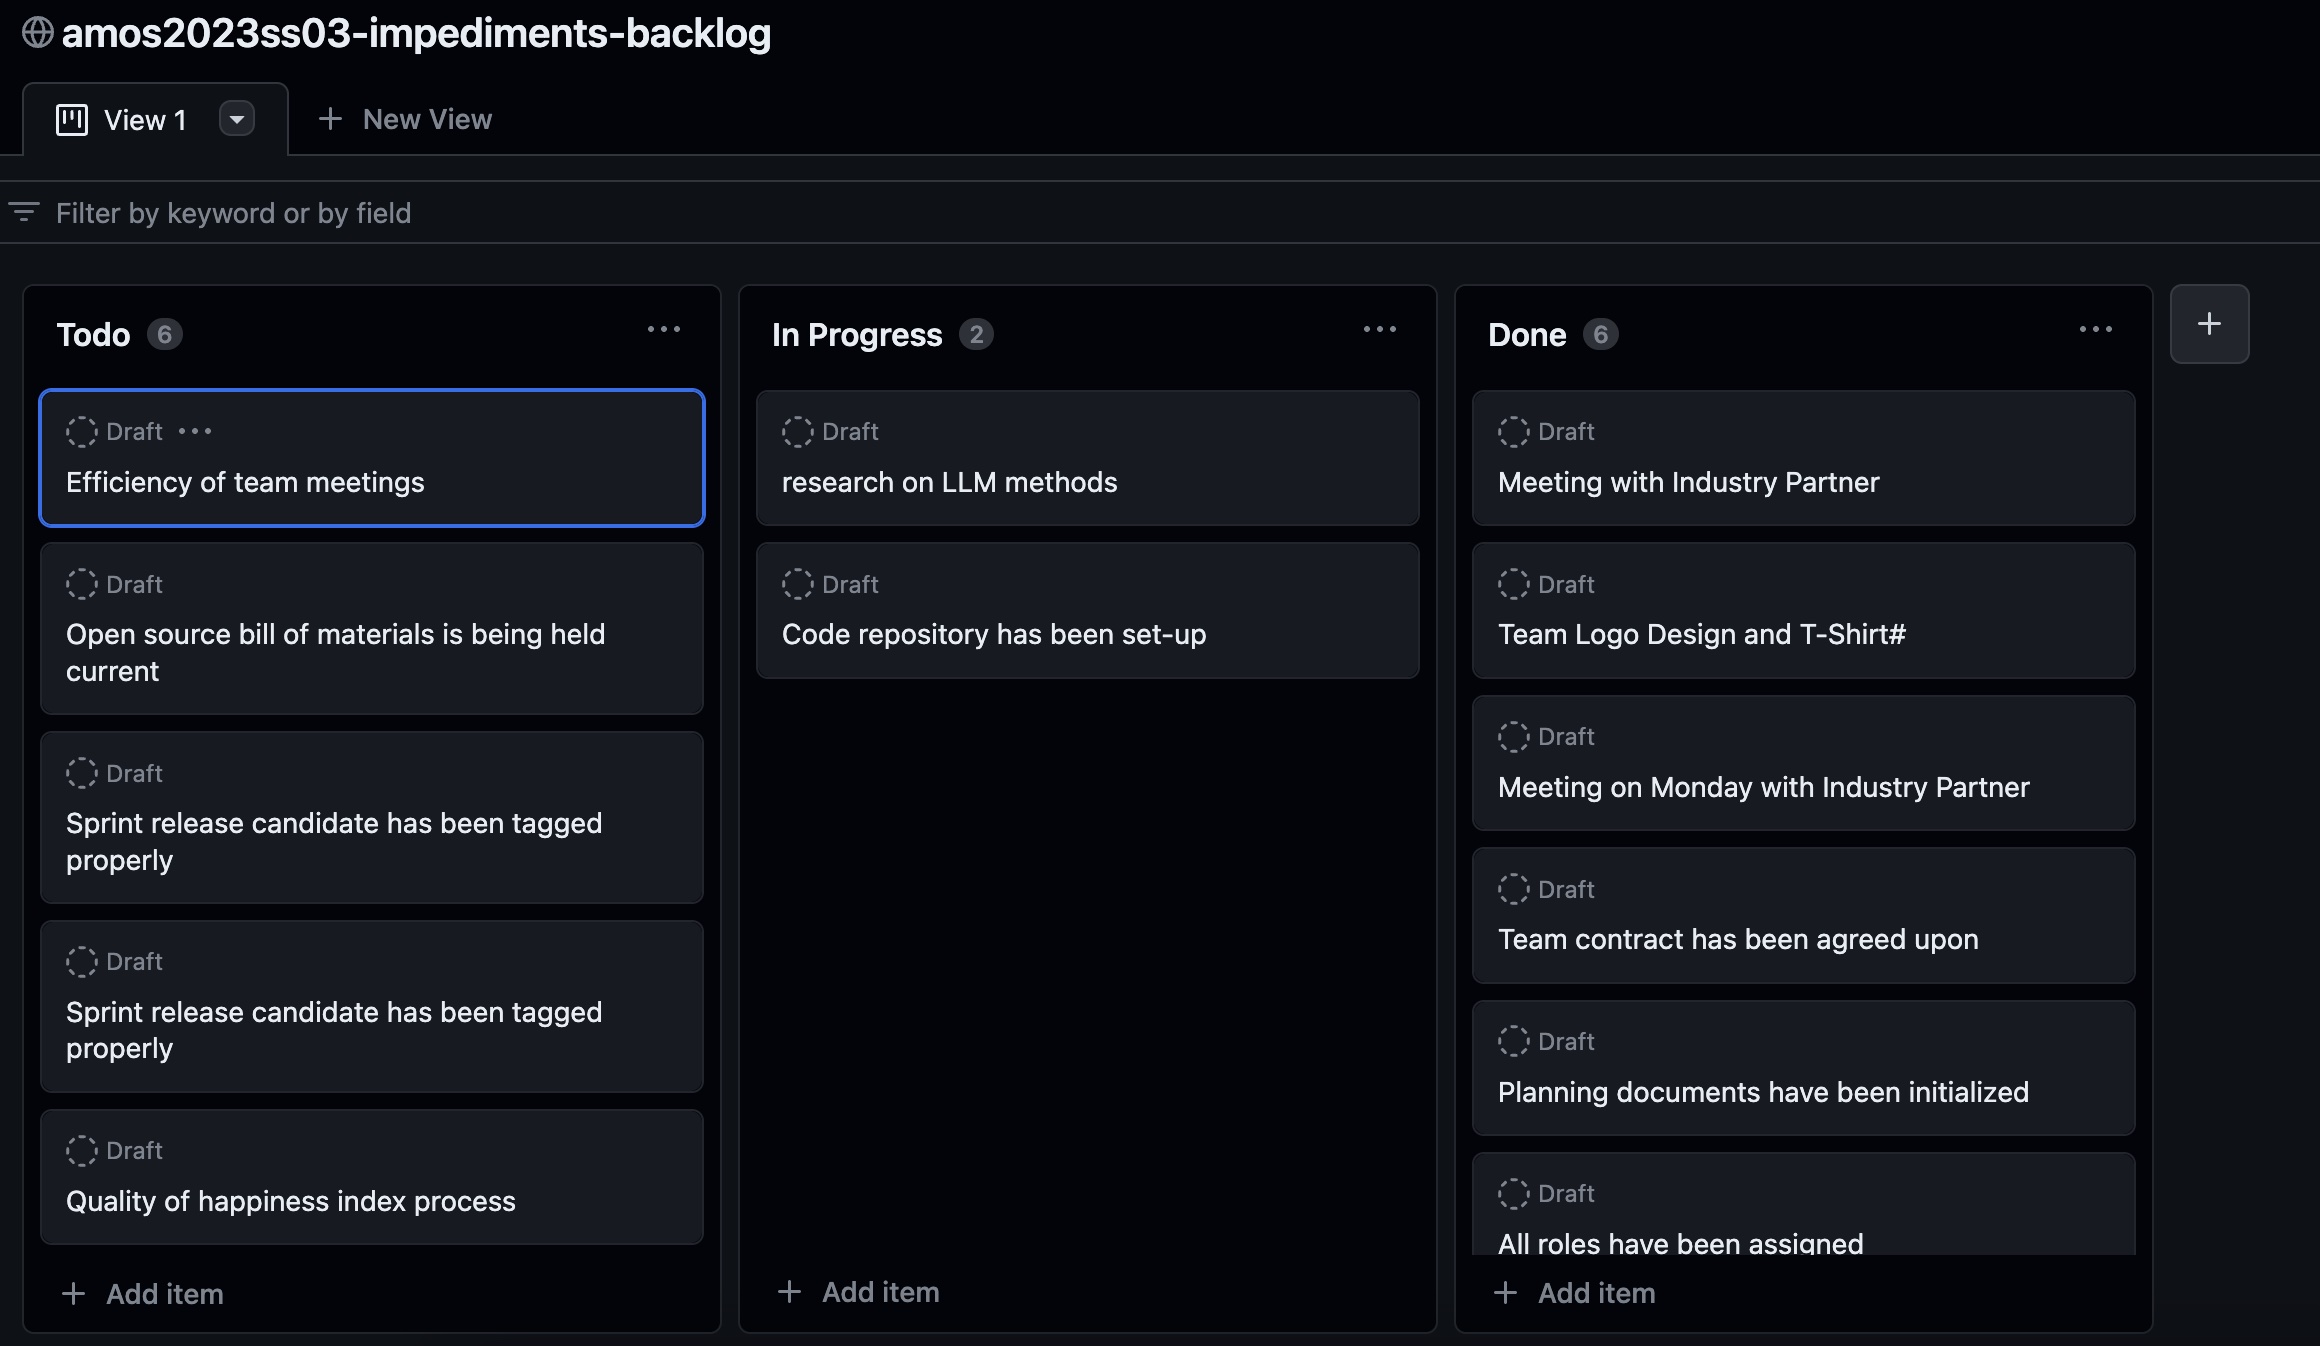 amos2023ss03-impediments-backlog
View 1
New View
Filter by keyword or by field
Todo 6
Draft
Efficiency of team meetings
Draft
Open source bill of materials is being held
current
Draft
Sprint release candidate has been tagged
properly
Draft
Sprint release candidate has been tagged
properly
Draft
Quality of happiness index process
Add item
In Progress 2
Draft
research on LLM methods
Draft
Code repository has been set-up
Add item
Done 6
Draft
Meeting with Industry Partner
Draft
Team Logo Design and T-Shirt#
Draft
Meeting on Monday with Industry Partner
Draft
Team contract has been agreed upon
Draft
Planning documents have been initialized
Draft
All roles have been assigned
Add item